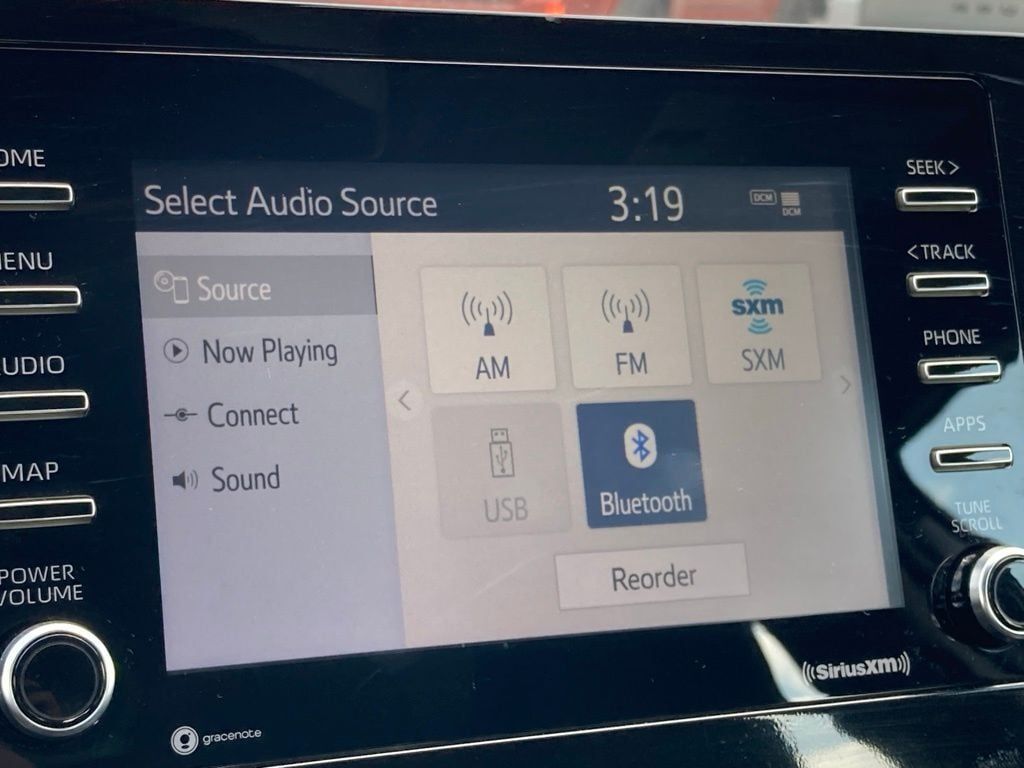 OME
ENU
UDIO
MAP
POWER
VOLUME
Select Audio Source
3:19
DCM
DCM
Source
Now Playing
Connect
Sound
AM
FM
sxm
SXM
USB
Bluetooth
Reorder
SEEK >
< TRACK
PHONE
APPS
TUNE
SCROLL
gracenote
SiriusXM